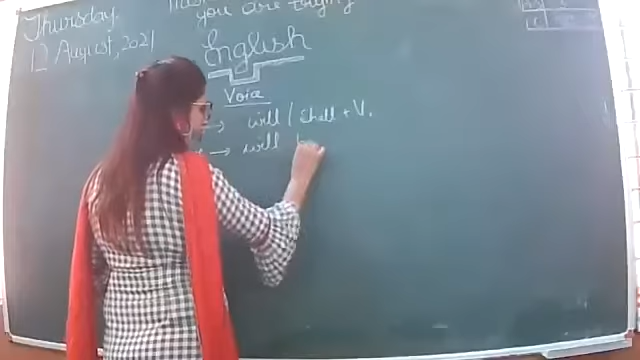 you are trying
Thursday.
12 August, 2021
English
Voice
→ will / shall + V.
→ will